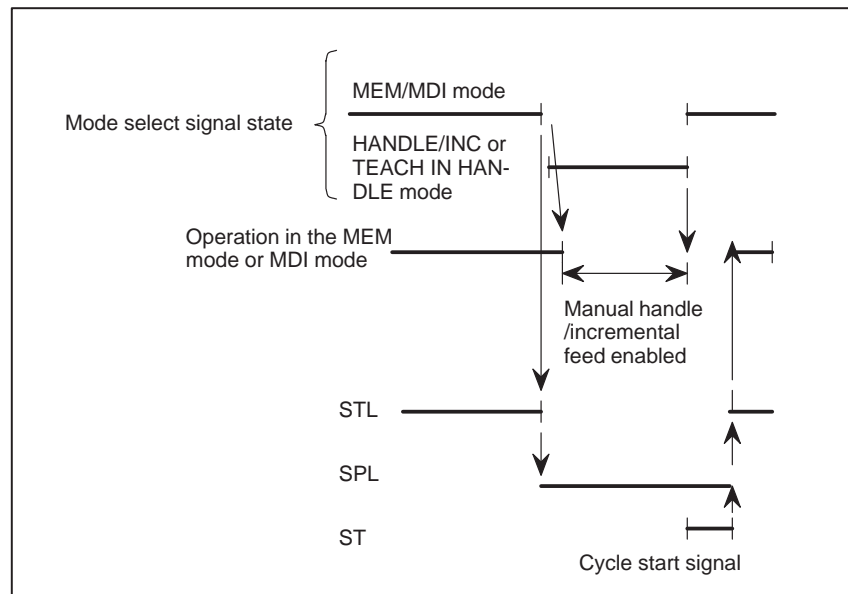 MEM/MDI mode
Mode select signal state
HANDLE/INC or
TEACH IN HAN-
DLE mode
Operation in the MEM
mode or MDI mode
Manual handle
/incremental
feed enabled
STL
SPL
ST
Cycle start signal